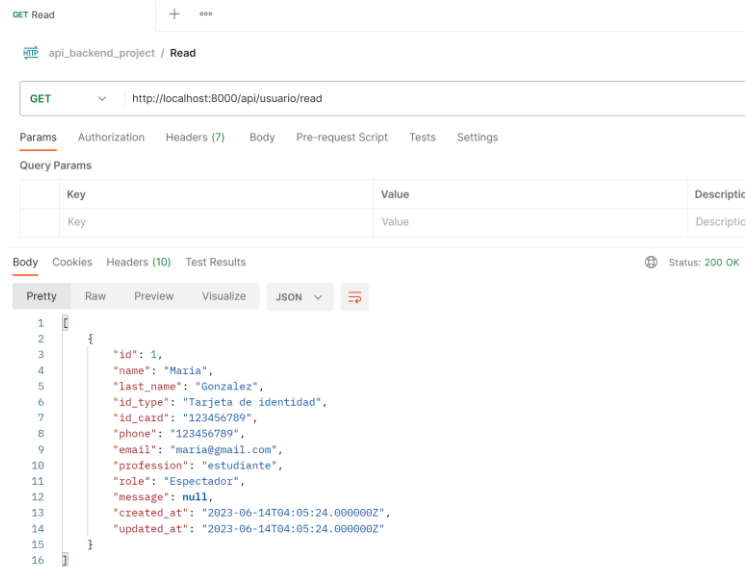 GET Read
HTTP api_backend_project / Read
GET http://localhost:8000/api/usuario/read
Params Authorization Headers (7) Body Pre-request Script Tests Settings
Query Params
Key Value Descriptio
Key Value Descriptio
Body Cookies Headers (10) Test Results Status: 200 OK
Pretty Raw Preview Visualize JSON
1 [
2 {
3 "id": 1,
4 "name": "Maria",
5 "last_name": "Gonzalez",
6 "id_type": "Tarjeta de identidad",
7 "id_card": "123456789",
8 "phone": "123456789",
9 "email": "maria@gmail.com",
10 "profession": "estudiante",
11 "role": "Espectador",
12 "message": null,
13 "created_at": "2023-06-14T04:05:24.000000Z",
14 "updated_at": "2023-06-14T04:05:24.000000Z"
15 }
16 ]